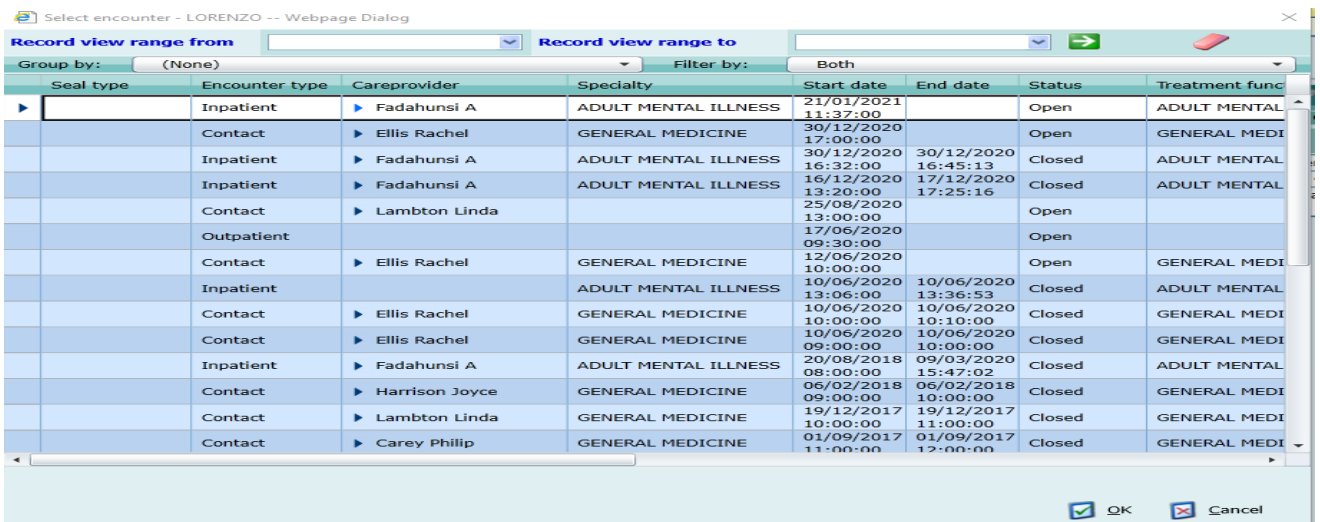 Select encounter - LORENZO -- Webpage Dialog
Record view range from Record view range to
Group by: (None) Filter by: Both
Seal type Encounter type Careprovider Specialty Start date End date Status Treatment func
Inpatient Fadahunsi A ADULT MENTAL ILLNESS 21/01/2021 11:37:00 Open ADULT MENTAL
Contact Ellis Rachel GENERAL MEDICINE 30/12/2020 17:00:00 Open GENERAL MEDI
Inpatient Fadahunsi A ADULT MENTAL ILLNESS 30/12/2020 16:32:00 30/12/2020 16:45:13 Closed ADULT MENTAL
Inpatient Fadahunsi A ADULT MENTAL ILLNESS 16/12/2020 13:20:00 17/12/2020 17:25:16 Closed ADULT MENTAL
Contact Lambton Linda 25/08/2020 13:00:00 Open
Outpatient 17/06/2020 09:30:00 Open
Contact Ellis Rachel GENERAL MEDICINE 12/06/2020 10:00:00 Open GENERAL MEDI
Inpatient ADULT MENTAL ILLNESS 10/06/2020 13:06:00 10/06/2020 13:36:53 Closed ADULT MENTAL
Contact Ellis Rachel GENERAL MEDICINE 10/06/2020 10:00:00 10/06/2020 10:10:00 Closed GENERAL MEDI
Contact Ellis Rachel GENERAL MEDICINE 10/06/2020 09:00:00 10/06/2020 10:00:00 Closed GENERAL MEDI
Inpatient Fadahunsi A ADULT MENTAL ILLNESS 20/08/2018 08:00:00 09/03/2020 15:47:02 Closed ADULT MENTAL
Contact Harrison Joyce GENERAL MEDICINE 06/02/2018 09:00:00 06/02/2018 10:00:00 Closed GENERAL MEDI
Contact Lambton Linda GENERAL MEDICINE 19/12/2017 10:00:00 19/12/2017 11:00:00 Closed GENERAL MEDI
Contact Carey Philip GENERAL MEDICINE 01/09/2017 11:00:00 01/09/2017 12:00:00 Closed GENERAL MEDI
OK Cancel